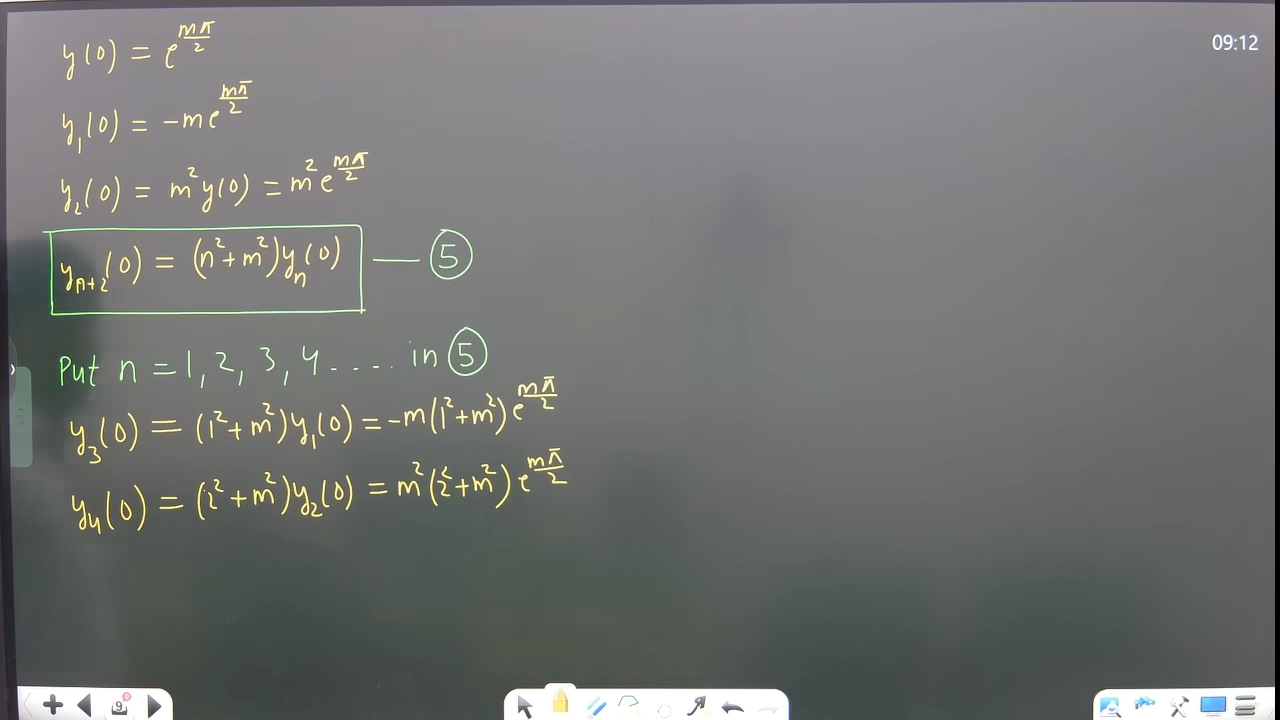 y(0) = e^{mπ/2}
09:12
y₁(0) = -me^{mπ/2}
y₂(0) = m²y(0) = m²e^{mπ/2}
yₙ₊₂(0) = (n²+m²)yₙ(0) — ⑤
Put n = 1, 2, 3, 4 ..... in ⑤
y₃(0) = (1²+m²)y₁(0) = -m(1²+m²)e^{mπ/2}
y₄(0) = (2²+m²)y₂(0) = m²(2²+m²)e^{mπ/2}
9